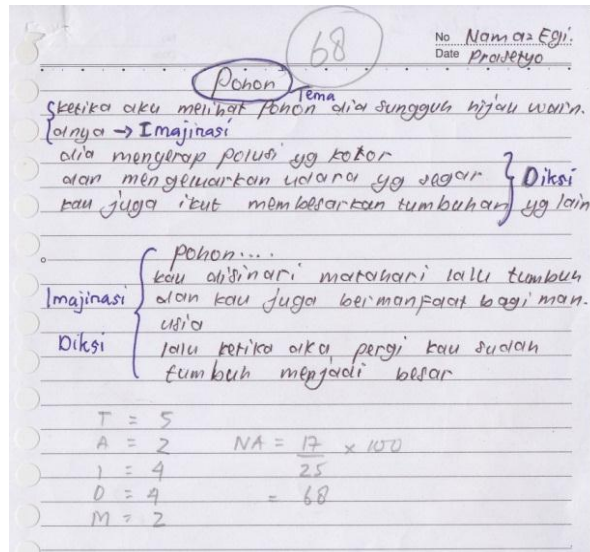 68
No Nama: Egi.
Date Prasetyo
Pohon
Tema
ketika aku melihat Pohon dia sungguh hijau warn.
anya → Imajinasi
dia mengerap polusi yg kotor
dan mengeluarkan udara yg segar } Diksi
kau juga ikut membesarkan tumbuhan yg lain
Pohon....
kau disinari matahari lalu tumbuh
Imajinasi dan kau juga bermanfaat bagi man.
usia
Diksi lalu ketika aku pergi kau sudah
tumbuh menjadi besar
T = 5
A = 2 NA = 17 × 100
I = 4 25
D = 4 = 68
M = 2